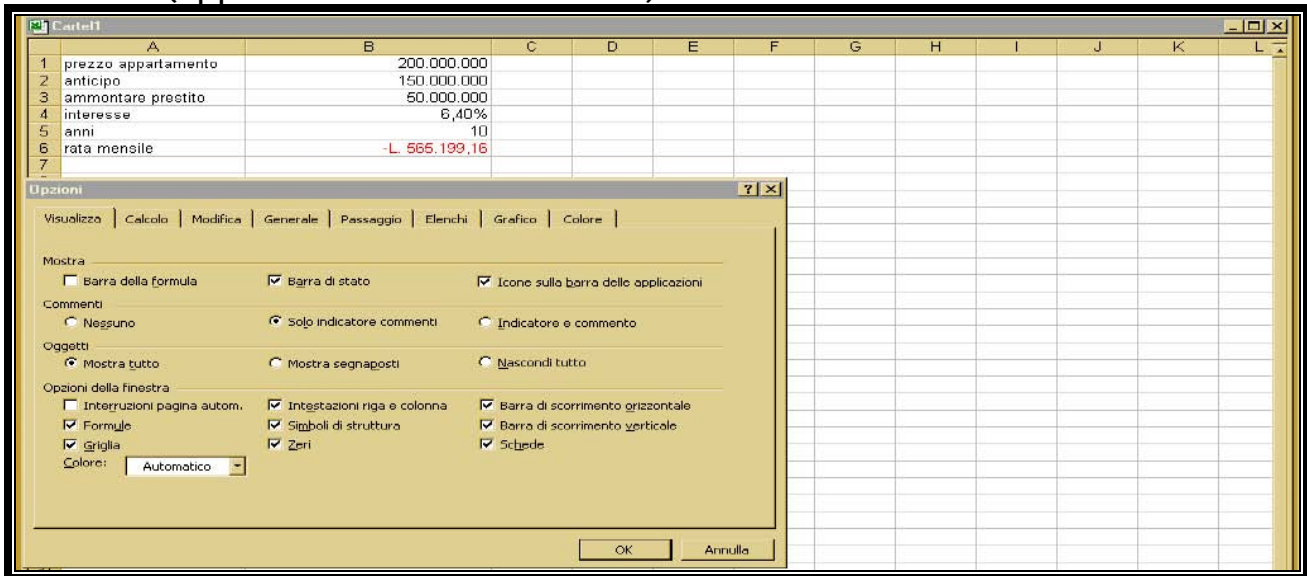 Cartel1
A B C D E F G H I J K L
1 prezzo appartamento 200.000.000
2 anticipo 150.000.000
3 ammontare prestito 50.000.000
4 interesse 6,40%
5 anni 10
6 rata mensile -L. 565.199,16
7
Opzioni
Visualizza Calcolo Modifica Generale Passaggio Elenchi Grafico Colore
Mostra
Barra della formula Barra di stato Icone sulla barra delle applicazioni
Commenti
Nessuno Solo indicatore commenti Indicatore e commento
Oggetti
Mostra tutto Mostra segnaposti Nascondi tutto
Opzioni della finestra
Interruzioni pagina autom. Intestazioni riga e colonna Barra di scorrimento orizzontale
Formule Simboli di struttura Barra di scorrimento verticale
Griglia Zeri Schede
Colore: Automatico
OK Annulla